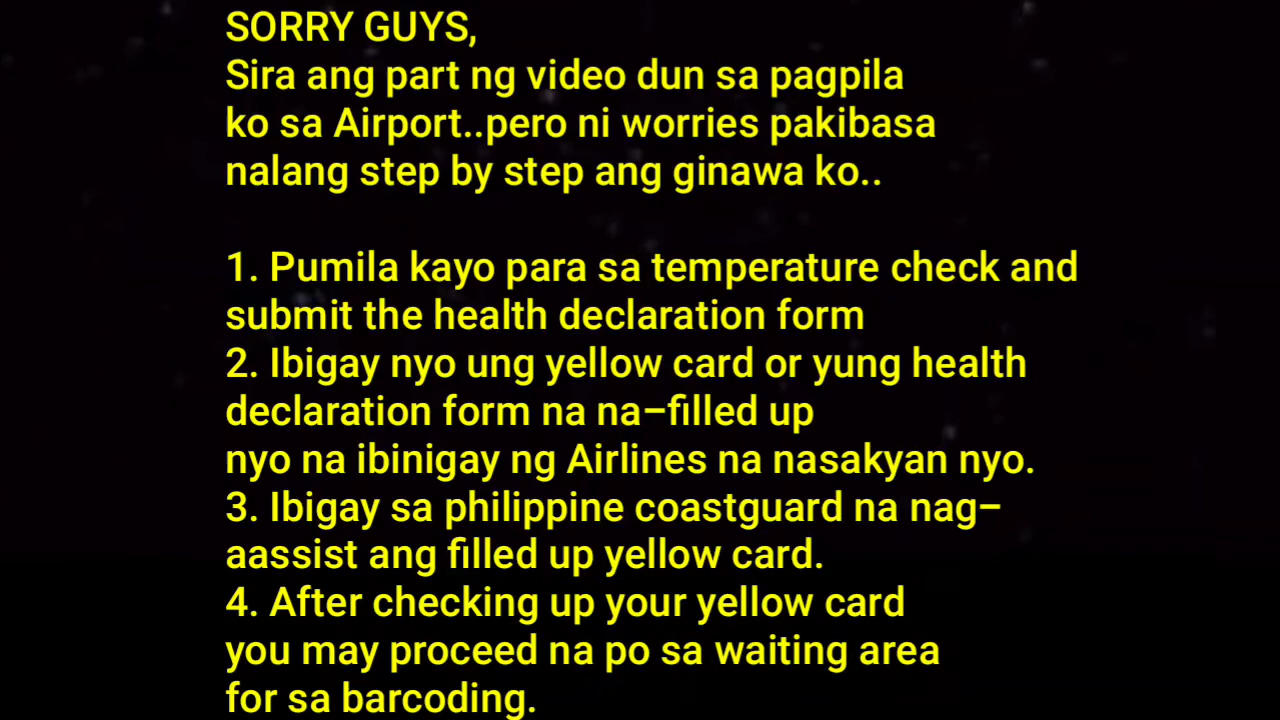 SORRY GUYS,
Sira ang part ng video dun sa pagpila
ko sa Airport..pero ni worries pakibasa
nalang step by step ang ginawa ko..
1. Pumila kayo para sa temperature check and
submit the health declaration form
2. Ibigay nyo ung yellow card or yung health
declaration form na na–filled up
nyo na ibinigay ng Airlines na nasakyan nyo.
3. Ibigay sa philippine coastguard na nag–
aassist ang filled up yellow card.
4. After checking up your yellow card
you may proceed na po sa waiting area
for sa barcoding.